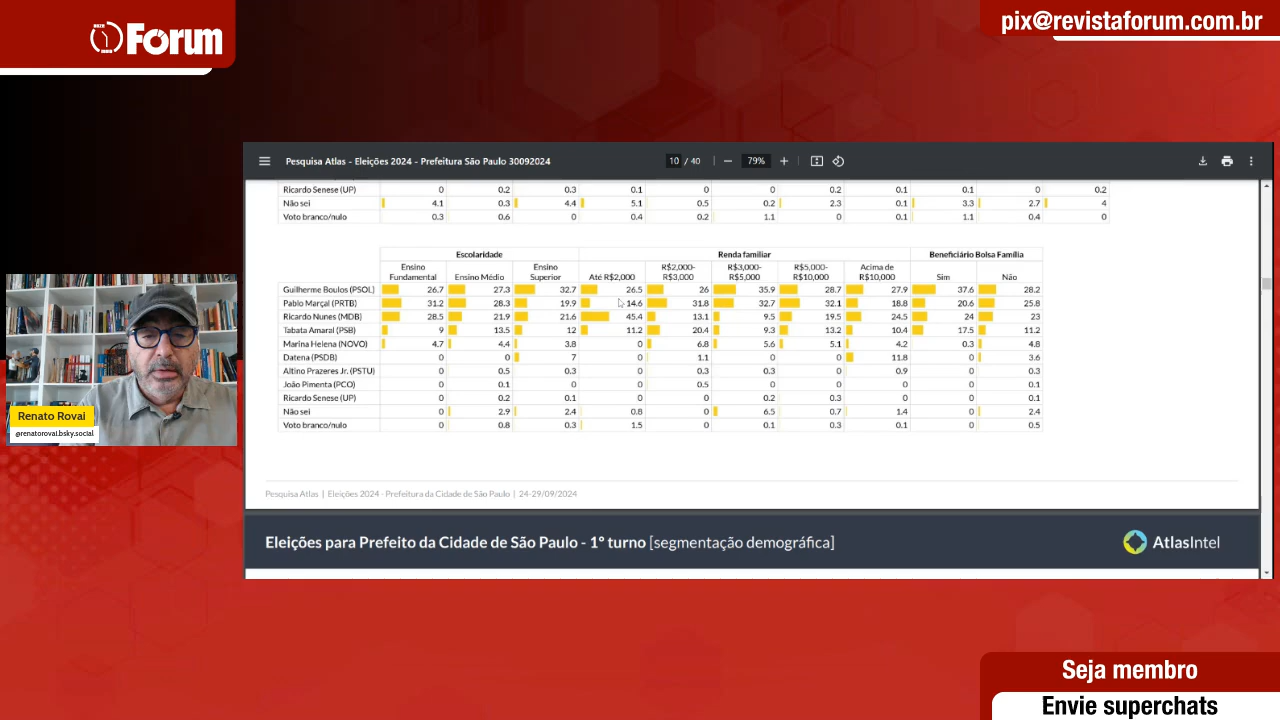 ONZE E MEIA Forum
pix@revistaforum.com.br
Pesquisa Atlas - Eleições 2024 - Prefeitura São Paulo 30092024
10 / 40
79%
Ricardo Senese (UP) 0 0.2 0.3 0.1 0 0 0.2 0.1 0.1 0 0.2
Não sei 4.1 0.3 4.4 5.1 0.5 0.2 2.3 0.1 3.3 2.7 4
Voto branco/nulo 0.3 0.6 0 0.4 0.2 1.1 0 0.1 1.1 0.4 0
Escolaridade Renda familiar Beneficiário Bolsa Família
Ensino Fundamental Ensino Médio Ensino Superior Até R$2,000 R$2,000-R$3,000 R$3,000-R$5,000 R$5,000-R$10,000 Acima de R$10,000 Sim Não
Guilherme Boulos (PSOL) 26.7 27.3 32.7 26.5 26 35.9 28.7 27.9 37.6 28.2
Pablo Marçal (PRTB) 31.2 28.3 19.9 14.6 31.8 32.7 32.1 18.8 20.6 25.8
Ricardo Nunes (MDB) 28.5 21.9 21.6 45.4 13.1 9.5 19.5 24.5 24 23
Tabata Amaral (PSB) 9 13.5 12 11.2 20.4 9.3 13.2 10.4 17.5 11.2
Marina Helena (NOVO) 4.7 4.4 3.8 0 6.8 5.6 5.1 4.2 0.3 4.8
Datena (PSDB) 0 0 7 0 1.1 0 0 11.8 0 3.6
Altino Prazeres Jr. (PSTU) 0 0.5 0.3 0 0.3 0.3 0 0.9 0 0.3
João Pimenta (PCO) 0 0.1 0 0 0.5 0 0 0 0 0.1
Ricardo Senese (UP) 0 0.2 0.1 0 0 0.2 0.3 0 0 0.1
Não sei 0 2.9 2.4 0.8 0 6.5 0.7 1.4 0 2.4
Voto branco/nulo 0 0.8 0.3 1.5 0 0.1 0.3 0.1 0 0.5
Renato Rovai
@renatorovai.bsky.social
Pesquisa Atlas | Eleições 2024 - Prefeitura da Cidade de São Paulo | 24-29/09/2024
Eleições para Prefeito da Cidade de São Paulo - 1º turno [segmentação demográfica]
AtlasIntel
Seja membro
Envie superchats